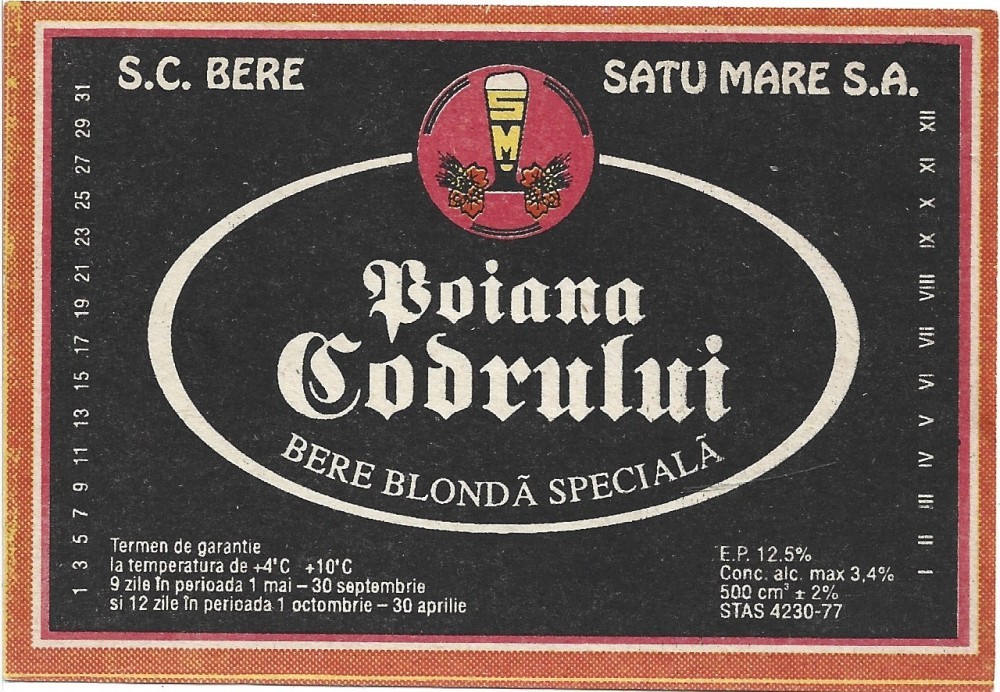 S.C. BERE
SATU MARE S.A.
SM
Poiana
Codrului
BERE BLONDÃ SPECIALÃ
1 3 5 7 9 11 13 15 17 19 21 23 25 27 29 31
I II III IV V VI VII VIII IX X XI XII
Termen de garantie
la temperatura de +4°C +10°C
9 zile în perioada 1 mai – 30 septembrie
si 12 zile în perioada 1 octombrie – 30 aprilie
E.P. 12.5%
Conc. alc. max 3,4%
500 cm³ ± 2%
STAS 4230-77